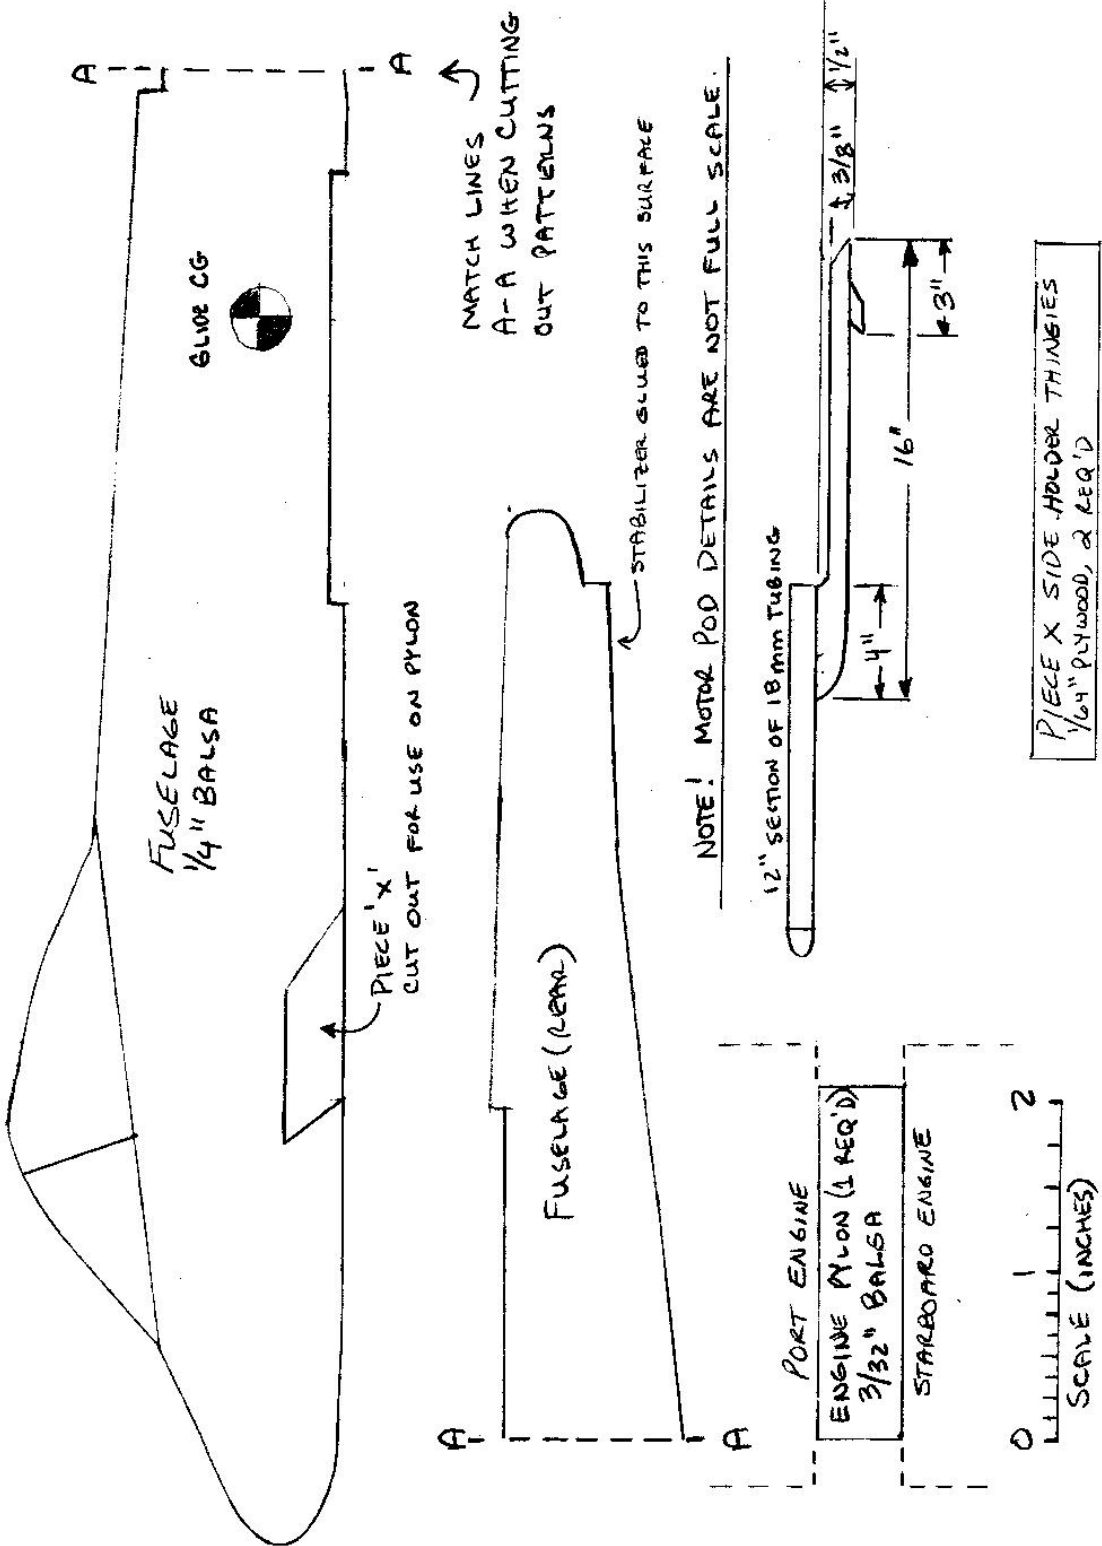 A
A
GLIDE CG
MATCH LINES
A-A WHEN CUTTING
OUT PATTERNS
FUSELAGE
1/4" BALSA
PIECE 'X'
CUT OUT FOR USE ON PYLON
STABILIZER GLUED TO THIS SURFACE
FUSELAGE (REAR)
A
A
NOTE! MOTOR POD DETAILS ARE NOT FULL SCALE.
12" SECTION OF 18mm TUBING
3/8"
1/2"
4"
16"
3"
PORT ENGINE
ENGINE PYLON (1 REQ'D)
3/32" BALSA
STARBOARD ENGINE
0 1 2
SCALE (INCHES)
PIECE X SIDE HOLDER THINGIES
1/64" PLYWOOD, 2 REQ'D